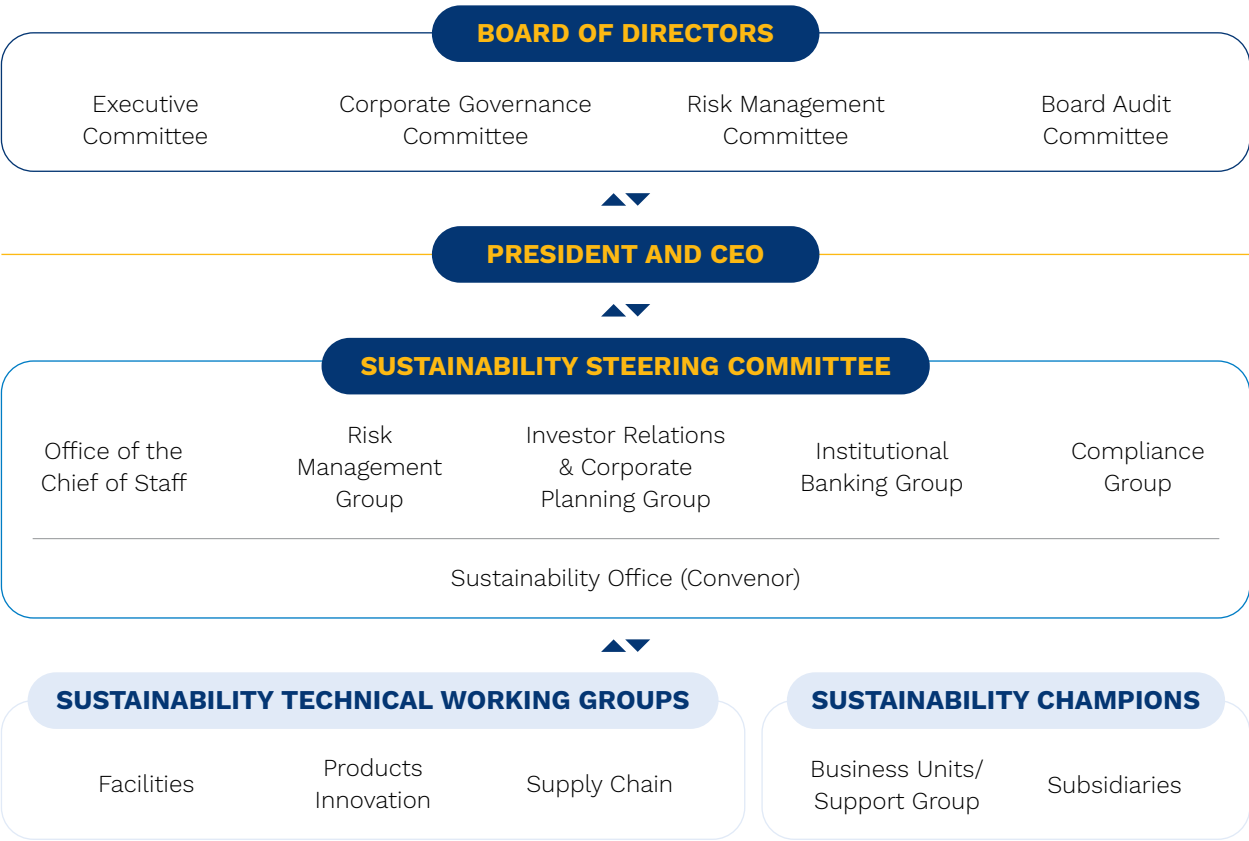 BOARD OF DIRECTORS
Executive
Committee
Corporate Governance
Committee
Risk Management
Committee
Board Audit
Committee
PRESIDENT AND CEO
SUSTAINABILITY STEERING COMMITTEE
Office of the
Chief of Staff
Risk
Management
Group
Investor Relations
& Corporate
Planning Group
Institutional
Banking Group
Compliance
Group
Sustainability Office (Convenor)
SUSTAINABILITY TECHNICAL WORKING GROUPS
Facilities
Products
Innovation
Supply Chain
SUSTAINABILITY CHAMPIONS
Business Units/
Support Group
Subsidiaries